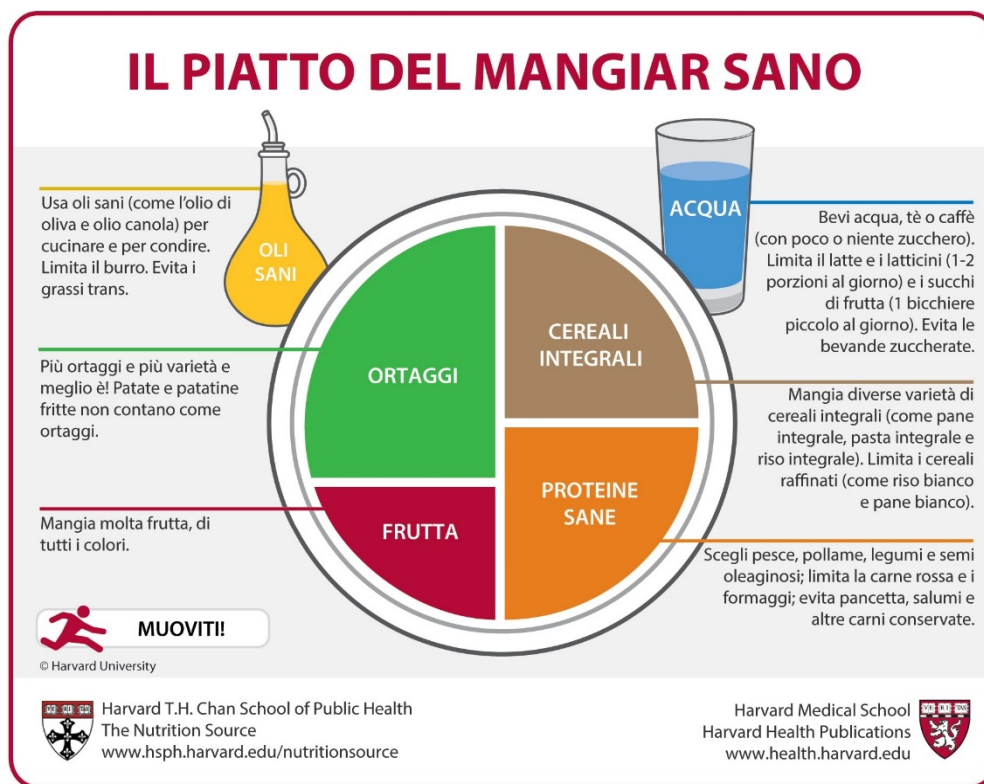 IL PIATTO DEL MANGIAR SANO
Usa oli sani (come l'olio di
oliva e olio canola) per
cucinare e per condire.
Limita il burro. Evita i
grassi trans.
OLI
SANI
ACQUA
Bevi acqua, tè o caffè
(con poco o niente zucchero).
Limita il latte e i latticini (1-2
porzioni al giorno) e i succhi
di frutta (1 bicchiere
piccolo al giorno). Evita le
bevande zuccherate.
Più ortaggi e più varietà e
meglio è! Patate e patatine
fritte non contano come
ortaggi.
ORTAGGI
CEREALI
INTEGRALI
Mangia diverse varietà di
cereali integrali (come pane
integrale, pasta integrale e
riso integrale). Limita i cereali
raffinati (come riso bianco
e pane bianco).
Mangia molta frutta, di
tutti i colori.
FRUTTA
PROTEINE
SANE
Scegli pesce, pollame, legumi e semi
oleaginosi; limita la carne rossa e i
formaggi; evita pancetta, salumi e
altre carni conservate.
MUOVITI!
© Harvard University
Harvard T.H. Chan School of Public Health
The Nutrition Source
www.hsph.harvard.edu/nutritionsource
Harvard Medical School
Harvard Health Publications
www.health.harvard.edu
VE RI TAS